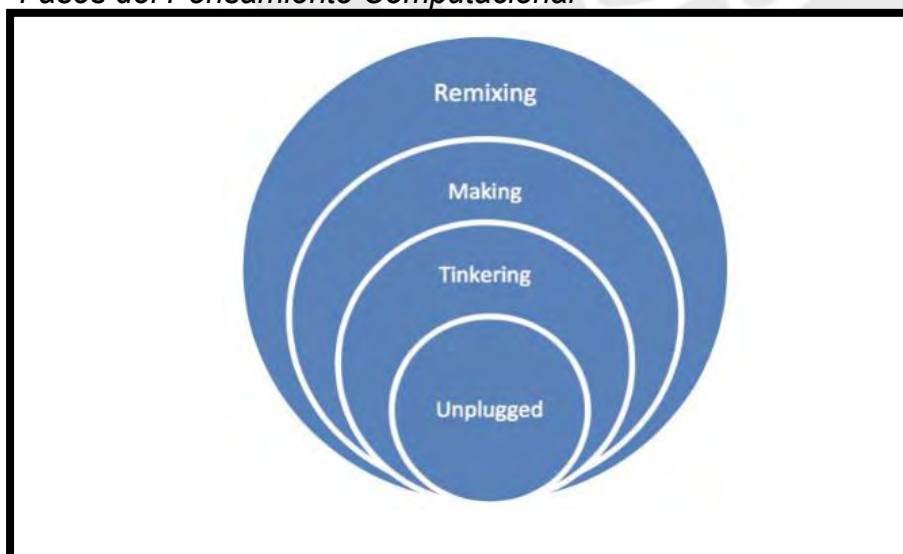 Pensamiento Computacional
Remixing
Making
Tinkering
Unplugged